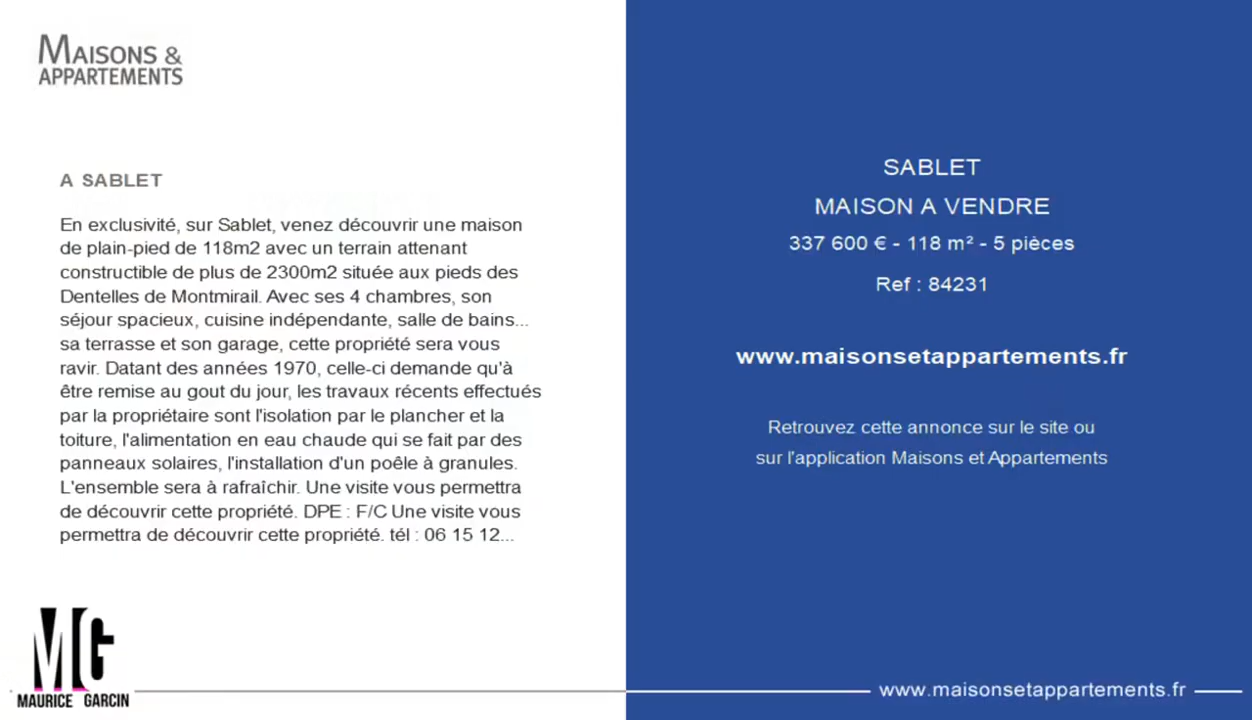 MAISONS &
APPARTEMENTS
A SABLET
En exclusivité, sur Sablet, venez découvrir une maison
de plain-pied de 118m2 avec un terrain attenant
constructible de plus de 2300m2 située aux pieds des
Dentelles de Montmirail. Avec ses 4 chambres, son
séjour spacieux, cuisine indépendante, salle de bains...
sa terrasse et son garage, cette propriété sera vous
ravir. Datant des années 1970, celle-ci demande qu'à
être remise au gout du jour, les travaux récents effectués
par la propriétaire sont l'isolation par le plancher et la
toiture, l'alimentation en eau chaude qui se fait par des
panneaux solaires, l'installation d'un poêle à granules.
L'ensemble sera à rafraîchir. Une visite vous permettra
de découvrir cette propriété. DPE : F/C Une visite vous
permettra de découvrir cette propriété. tél : 06 15 12...
MG
MAURICE GARCIN
SABLET
MAISON A VENDRE
337 600 € - 118 m² - 5 pièces
Ref : 84231
www.maisonsetappartements.fr
Retrouvez cette annonce sur le site ou
sur l'application Maisons et Appartements
www.maisonsetappartements.fr